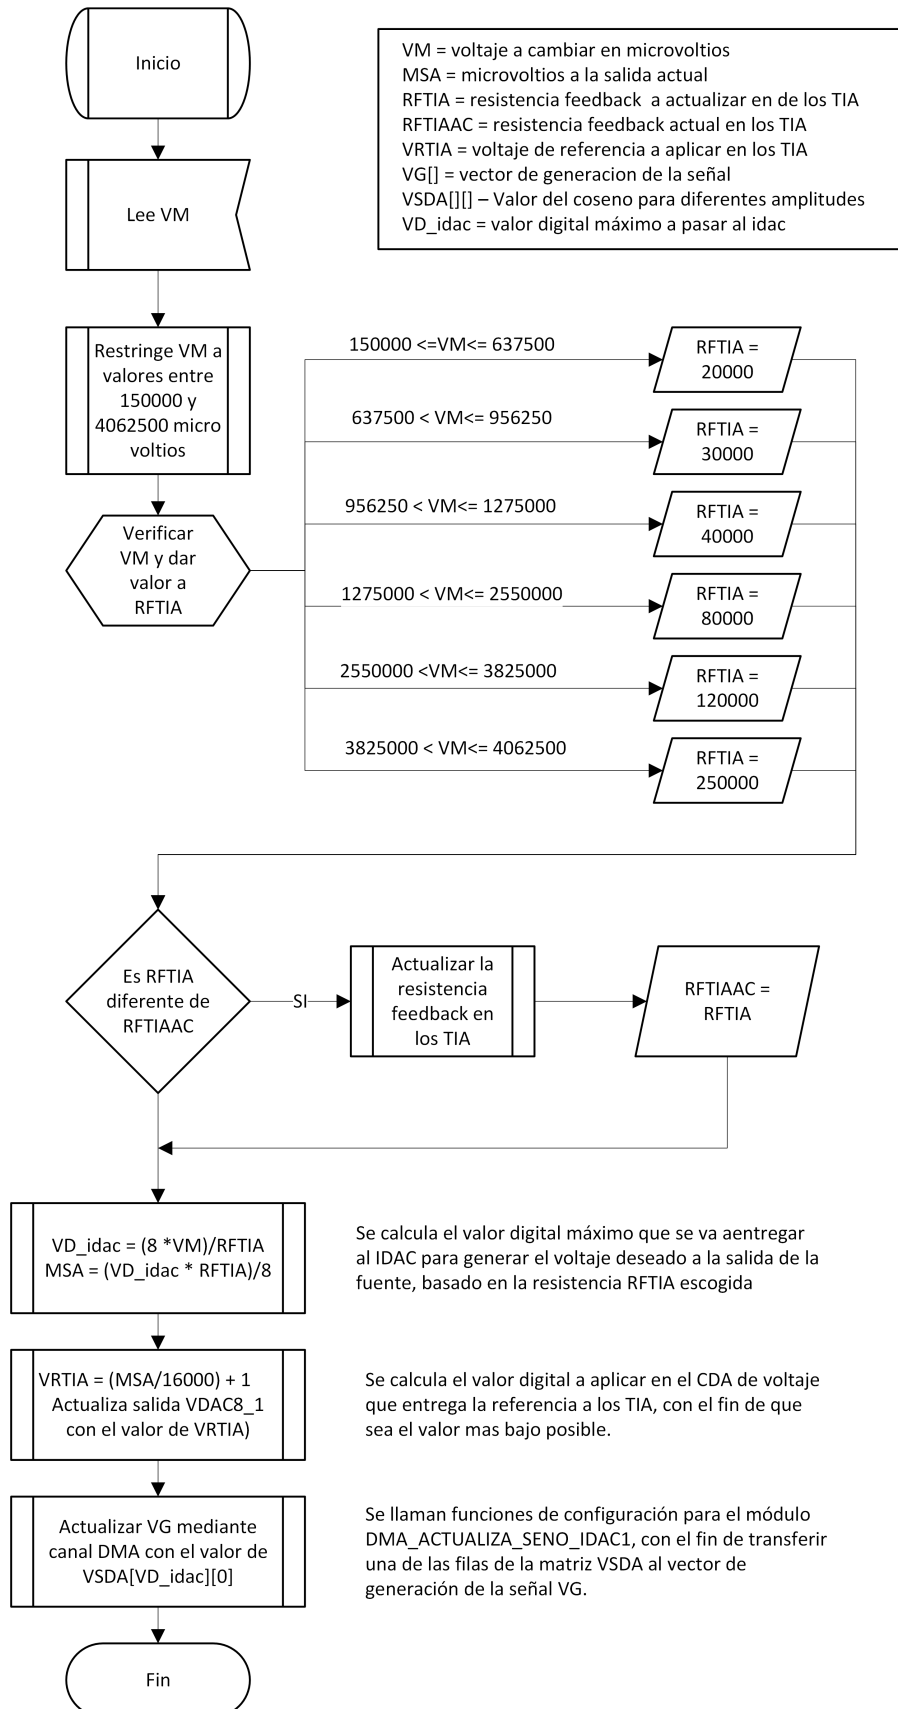 Inicio
VM = voltaje a cambiar en microvoltios
MSA = microvoltios a la salida actual
RFTIA = resistencia feedback  a actualizar en de los TIA
RFTIAAC = resistencia feedback actual en los TIA
VRTIA = voltaje de referencia a aplicar en los TIA
VG[] = vector de generacion de la señal
VSDA[][] – Valor del coseno para diferentes amplitudes
VD_idac = valor digital máximo a pasar al idac
Lee VM
Restringe VM a
valores entre
150000 y
4062500 micro
voltios
Verificar
VM y dar
valor a
RFTIA
150000 <=VM<= 637500
RFTIA =
20000
637500 < VM<= 956250
RFTIA =
30000
956250 < VM<= 1275000
RFTIA =
40000
1275000 < VM<= 2550000
RFTIA =
80000
2550000 <VM<= 3825000
RFTIA =
120000
3825000 < VM<= 4062500
RFTIA =
250000
Es RFTIA
diferente de
RFTIAAC
SI
Actualizar la
resistencia
feedback en
los TIA
RFTIAAC =
RFTIA
VD_idac = (8 *VM)/RFTIA
MSA = (VD_idac * RFTIA)/8
Se calcula el valor digital máximo que se va aentregar
al IDAC para generar el voltaje deseado a la salida de la
fuente, basado en la resistencia RFTIA escogida
VRTIA = (MSA/16000) + 1
Actualiza salida VDAC8_1
con el valor de VRTIA)
Se calcula el valor digital a aplicar en el CDA de voltaje
que entrega la referencia a los TIA, con el fin de que
sea el valor mas bajo posible.
Actualizar VG mediante
canal DMA con el valor de
VSDA[VD_idac][0]
Se llaman funciones de configuración para el módulo
DMA_ACTUALIZA_SENO_IDAC1, con el fin de transferir
una de las filas de la matriz VSDA al vector de
generación de la señal VG.
Fin